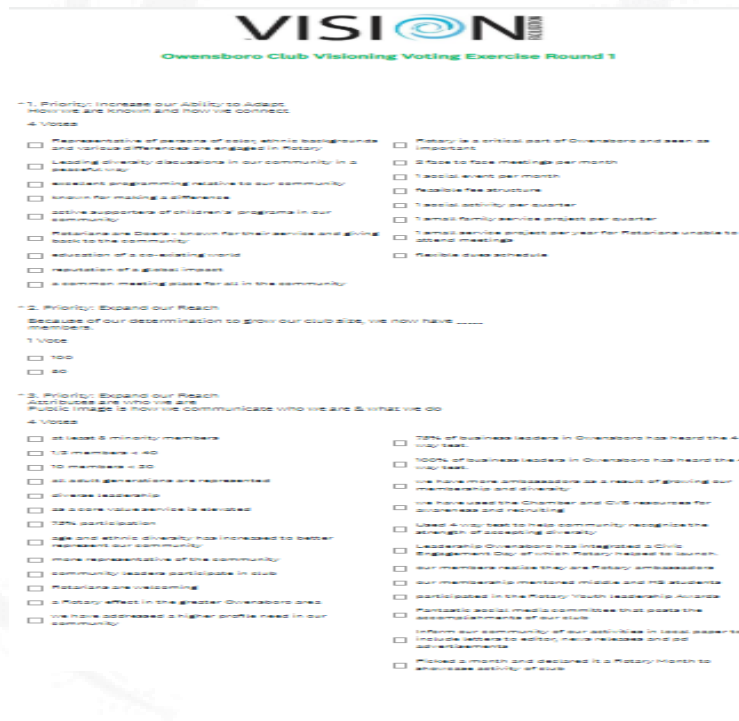 VISION
FACILITATION
Owensboro Club Visioning Voting Exercise Round 1
* 1. Priority: Increase our Ability to Adapt
How we are known and how we connect
4 Votes
Representative of persons of color, ethnic backgrounds
and various differences are engaged in Rotary
Leading diversity discussions in our community in a
peaceful way
excellent programming relative to our community
known for making a difference
active supporters of children's' programs in our
community
Rotarians are Doers - known for their service and giving
back to the community
education of a co-existing world
reputation of a global impact
a common meeting place for all in the community
Rotary is a critical part of Owensboro and seen as
important
2 face to face meetings per month
1 social event per month
feasible fee structure
1 social activity per quarter
1 small family service project per quarter
1 small service project per year for Rotarians unable to
attend meetings
flexible dues schedule
* 2. Priority: Expand our Reach
Because of our determination to grow our club size, we now have _____
members.
1 Vote
100
80
* 3. Priority: Expand our Reach
Attributes are who we are
Public Image is how we communicate who we are & what we do
4 Votes
at least 8 minority members
1/3 members < 40
10 members < 30
all adult generations are represented
diverse leadership
as a core value service is elevated
75% participation
age and ethnic diversity has increased to better
represent our community
more representative of the community
community leaders participate in club
Rotarians are welcoming
a Rotary effect in the greater Owensboro area
we have addressed a higher profile need in our
community
75% of business leaders in Owensboro has heard the 4
way test.
100% of business leaders in Owensboro has heard the
way test.
we have more ambassadors as a result of growing our
membership and diversity
we have used the Chamber and CVB resources for
awareness and recruiting
Used 4 way test to help community recognize the
strength of accepting diversity
Leadership Owensboro has integrated a Civic
Engagement Day of which Rotary helped to launch.
our members realize they are Rotary ambassadors
our membership mentored middle and HS students
participated in the Rotary Youth Leadership Awards
Fantastic social media committee that posts the
accomplishments of our club
Inform our community of our activities in local paper to
include letters to editor, news releases and pd
advertisements
Picked a month and declared it a Rotary Month to
showcase activity of club